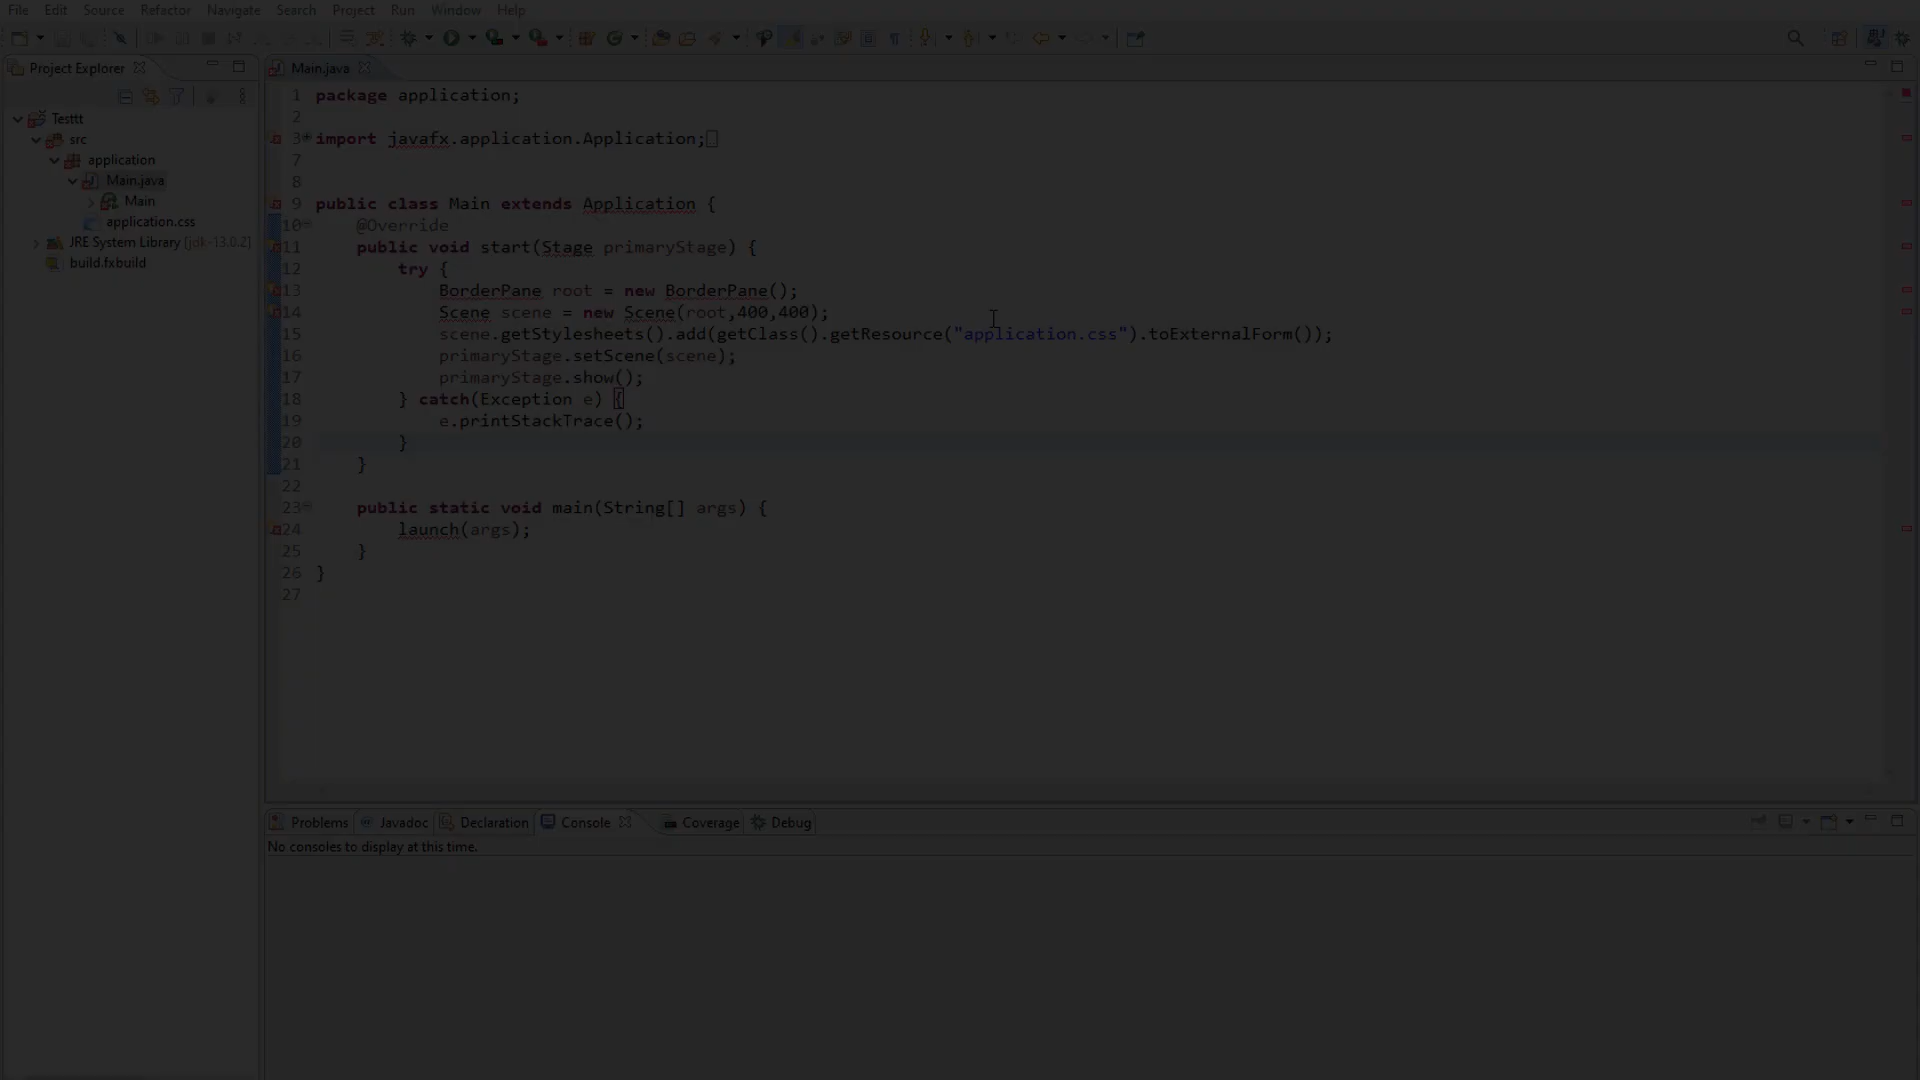 File Edit Source Refactor Navigate Search Project Run Window Help
Project Explorer
Testtt
src
application
Main.java
Main
application.css
JRE System Library [jdk-13.0.2]
build.fxbuild
Main.java
1 package application;
2
3 import javafx.application.Application;
7
8
9 public class Main extends Application {
10 @Override
11 public void start(Stage primaryStage) {
12 try {
13 BorderPane root = new BorderPane();
14 Scene scene = new Scene(root,400,400);
15 scene.getStylesheets().add(getClass().getResource("application.css").toExternalForm());
16 primaryStage.setScene(scene);
17 primaryStage.show();
18 } catch(Exception e) {
19 e.printStackTrace();
20 }
21 }
22
23 public static void main(String[] args) {
24 launch(args);
25 }
26 }
27
Problems Javadoc Declaration Console Coverage Debug
No consoles to display at this time.